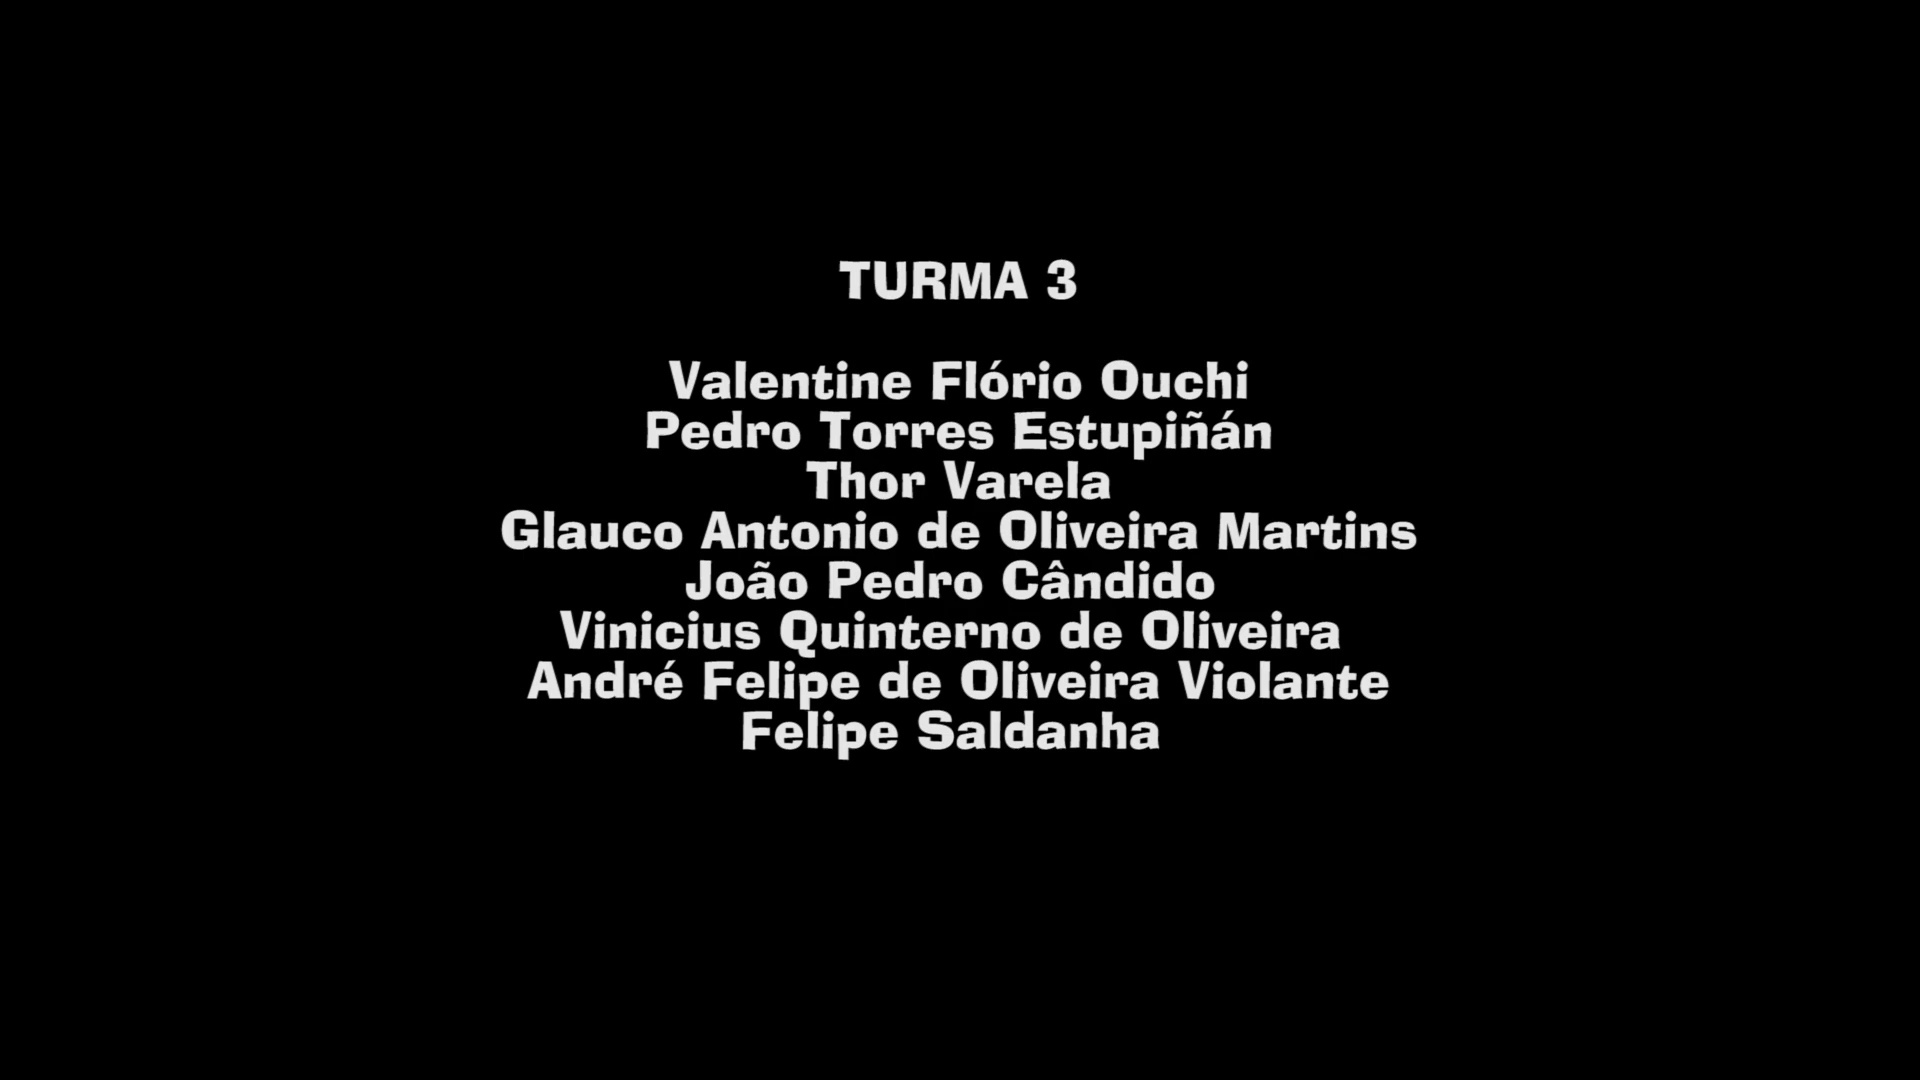 TURMA 3
Valentine Flório Ouchi
Pedro Torres Estupiñán
Thor Varela
Glauco Antonio de Oliveira Martins
João Pedro Cândido
Vinicius Quinterno de Oliveira
André Felipe de Oliveira Violante
Felipe Saldanha